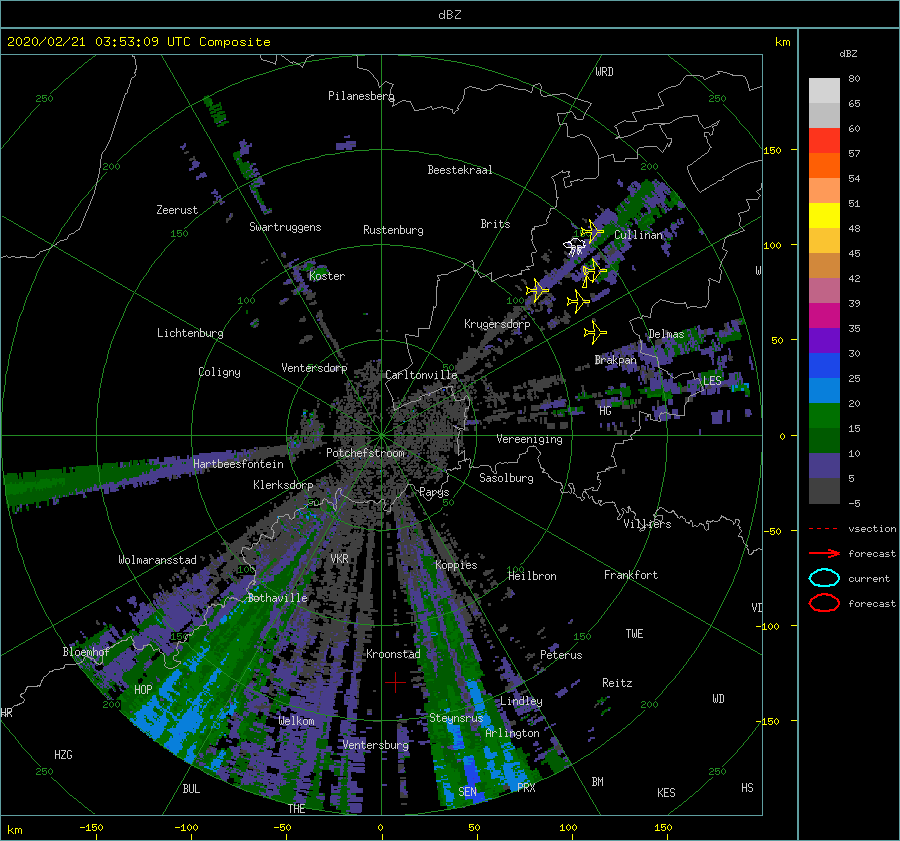 dBZ
2020/02/21 03:53:09 UTC Composite
km
dBZ
WRD
80
250
Pilanesberg
250
65
60
150
57
200
Beestekraal
200
54
Zeerust
51
Swartruggens
Rustenburg
Brits
150
Cullinan
48
100
Koster
45
W
42
100
100
39
Krugersdorp
Lichtenburg
Delmas
35
50
Brakpan
30
Coligny
Ventersdorp
Carltonville
50
LES
25
HG
20
Vereeniging
0
15
Potchefstroom
Hartbeesfontein
10
Sasolburg
5
Klerksdorp
Parys
50
50
-5
Villiers
-50
vsection
VKR
forecast
Wolmaransstad
Koppies
100
100
Heilbron
Frankfort
current
Bothaville
VI
forecast
-100
150
150
TWE
Bloemhof
Kroonstad
Peterus
HOP
Reitz
200
Lindley
200
WD
HR
Welkom
Steynsrus
-150
Arlington
Ventersburg
HZG
250
250
BUL
SEN
PRX
BM
KES
HS
THE
km
-150
-100
-50
0
50
100
150